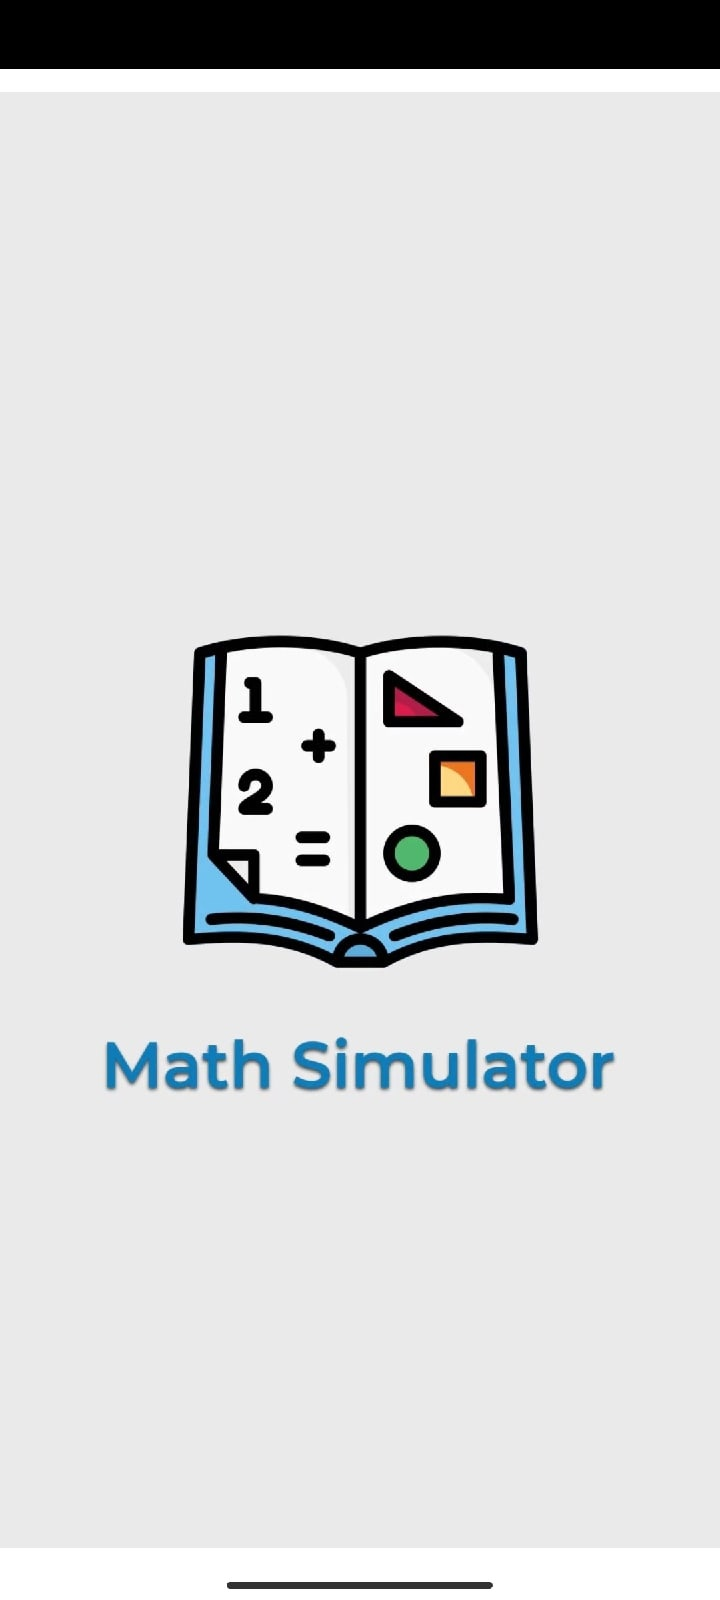 1
+
2
=
Math Simulator